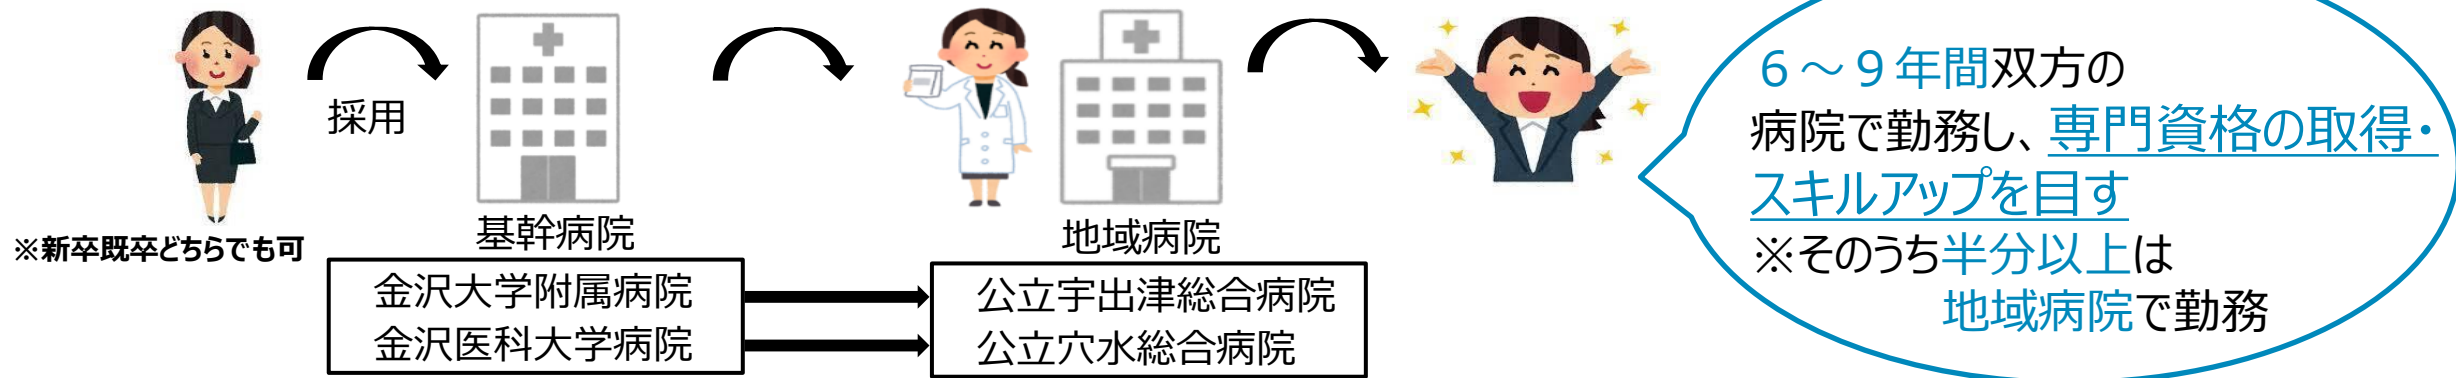 採用
※新卒既卒どちらでも可
基幹病院
金沢大学附属病院
金沢医科大学病院
地域病院
公立宇出津総合病院
公立穴水総合病院
６～９年間双方の
病院で勤務し、専門資格の取得・
スキルアップを目す
※そのうち半分以上は
地域病院で勤務